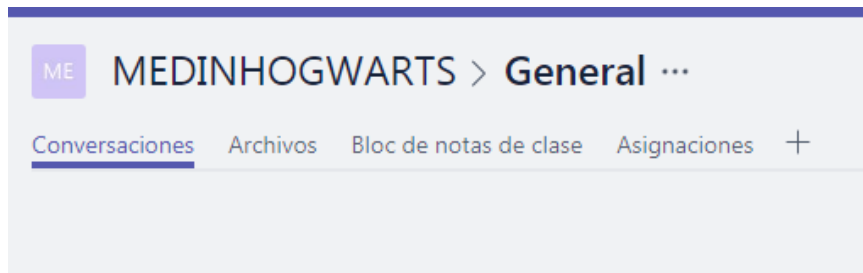 ME MEDINHOGWARTS > General ...
Conversaciones Archivos Bloc de notas de clase Asignaciones +